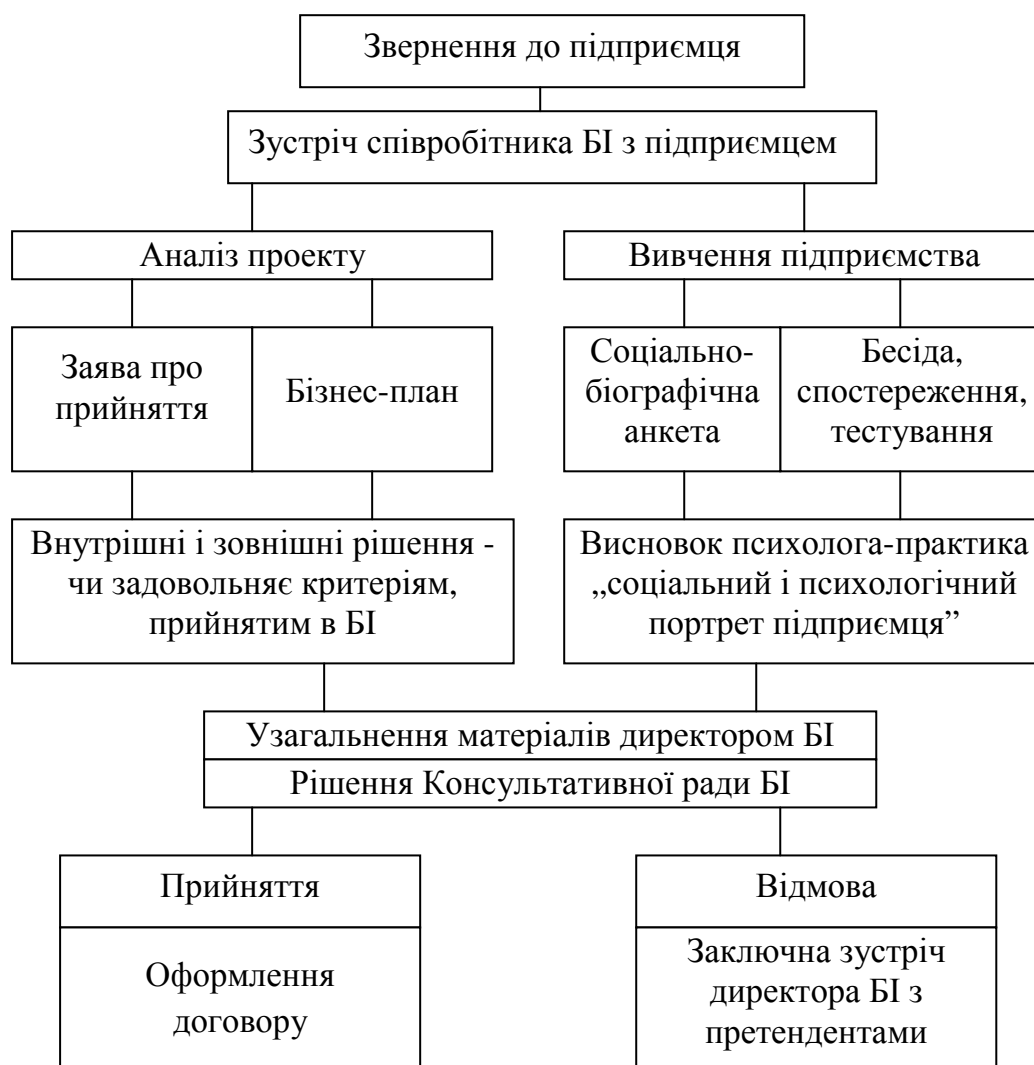 Звернення до підприємця
Зустріч співробітника БІ з підприємцем
Аналіз проекту
Вивчення підприємства
Заява про
прийняття
Бізнес-план
Соціально-
біографічна
анкета
Бесіда,
спостереження,
тестування
Внутрішні і зовнішні рішення -
чи задовольняє критеріям,
прийнятим в БІ
Висновок психолога-практика
„соціальний і психологічний
портрет підприємця”
Узагальнення матеріалів директором БІ
Рішення Консультативної ради БІ
Прийняття
Оформлення
договору
Відмова
Заключна зустріч
директора БІ з
претендентами